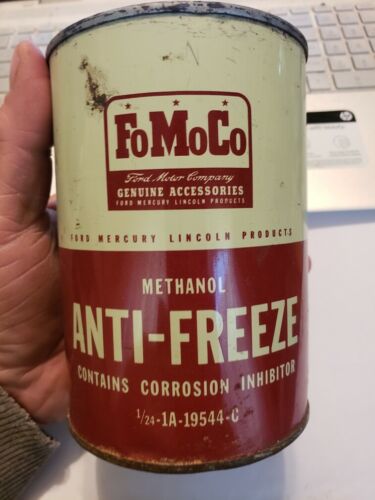 FoMoCo
Ford Motor Company
GENUINE ACCESSORIES
FORD MERCURY LINCOLN PRODUCTS
FORD MERCURY LINCOLN PRODUCTS
METHANOL
ANTI-FREEZE
CONTAINS CORROSION INHIBITOR
1/24-1A-19544-C